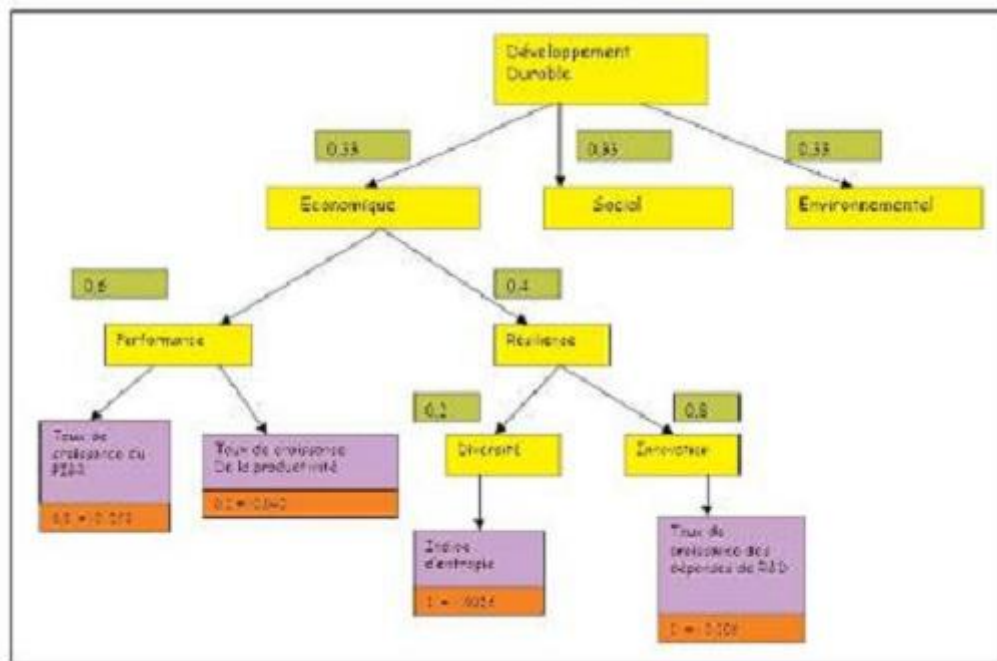 Développement
Durable
0,33
0,33
0,33
Economique
Social
Environnemental
0,6
0,4
Performance
Résilience
0,2
0,8
Taux de
croissance du
Taux de croissance
De la productivité
Diversité
Innovation
Indice
d'entropie
Taux de
croissance des
dépenses de R&D